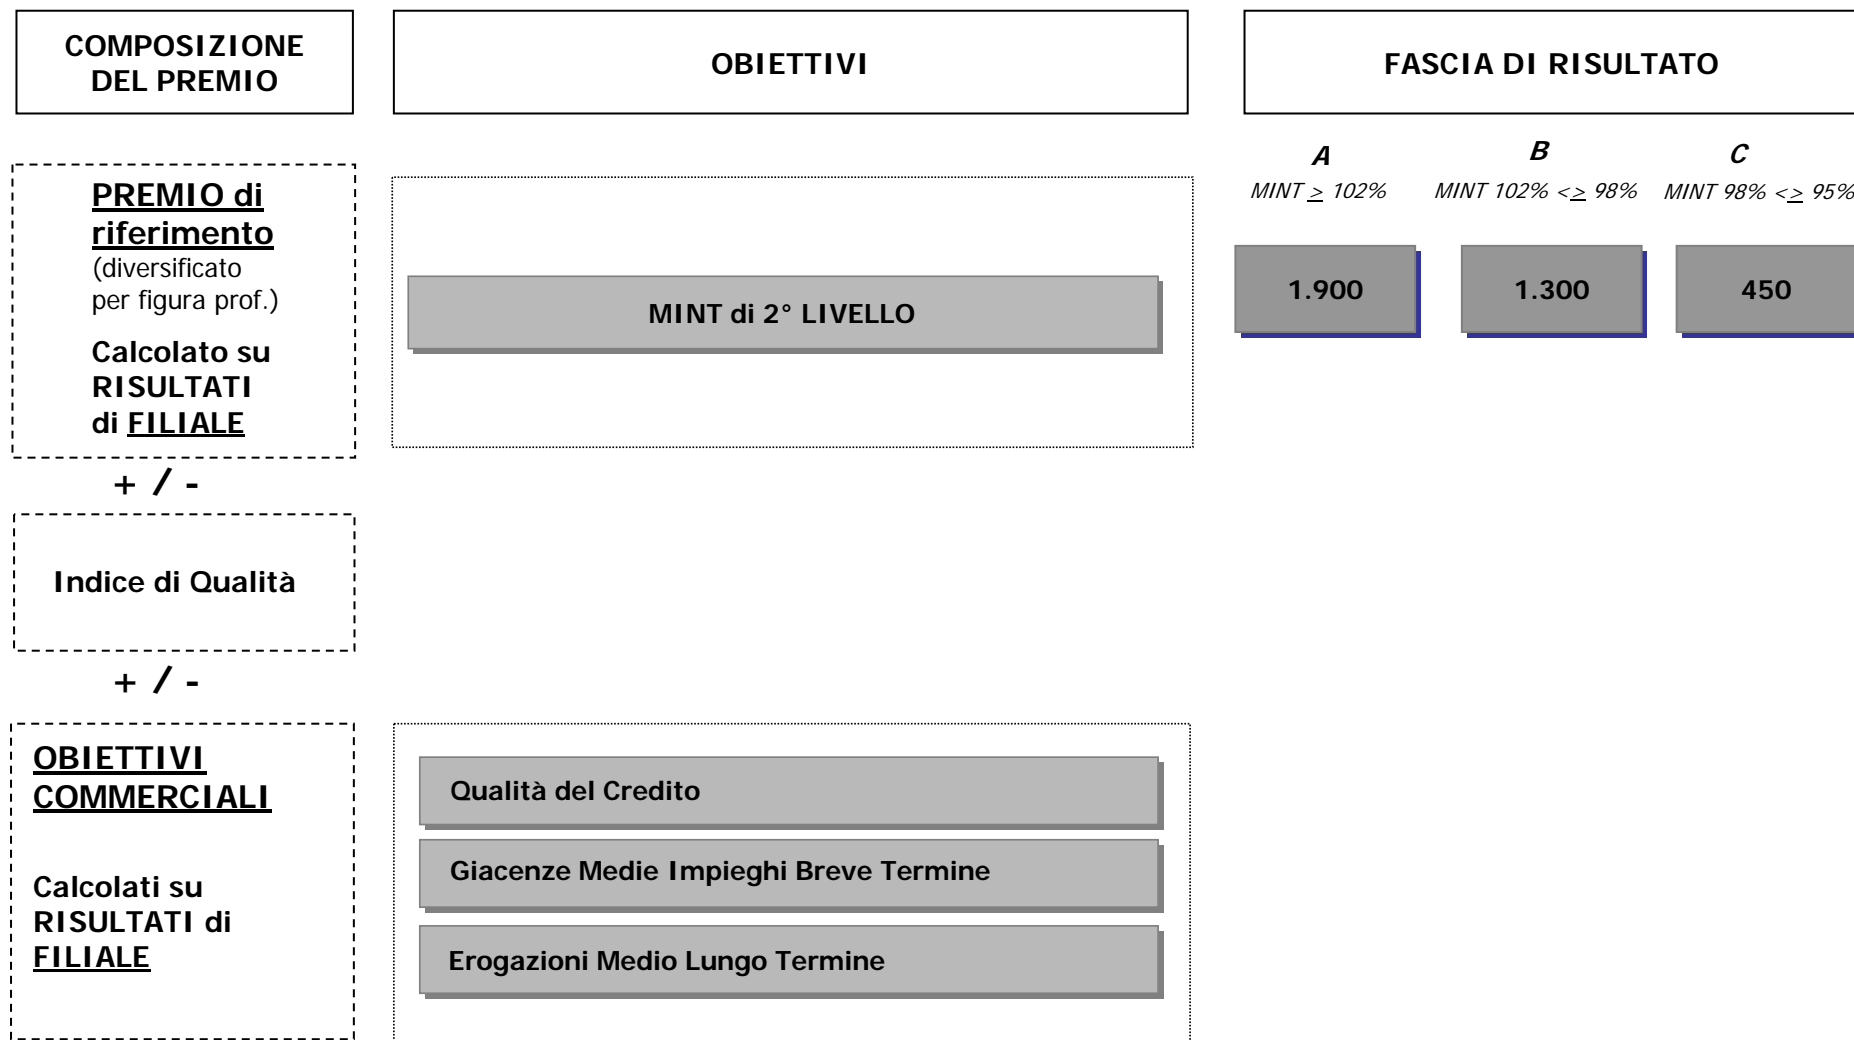 COMPOSIZIONE
DEL PREMIO
OBIETTIVI
FASCIA DI RISULTATO
A
B
C
MINT ≥ 102%
MINT 102% <≥ 98%
MINT 98% <≥ 95%
PREMIO di
riferimento
(diversificato
per figura prof.)
Calcolato su
RISULTATI
di FILIALE
MINT di 2° LIVELLO
1.900
1.300
450
+ / -
Indice di Qualità
+ / -
OBIETTIVI
COMMERCIALI
Calcolati su
RISULTATI di
FILIALE
Qualità del Credito
Giacenze Medie Impieghi Breve Termine
Erogazioni Medio Lungo Termine